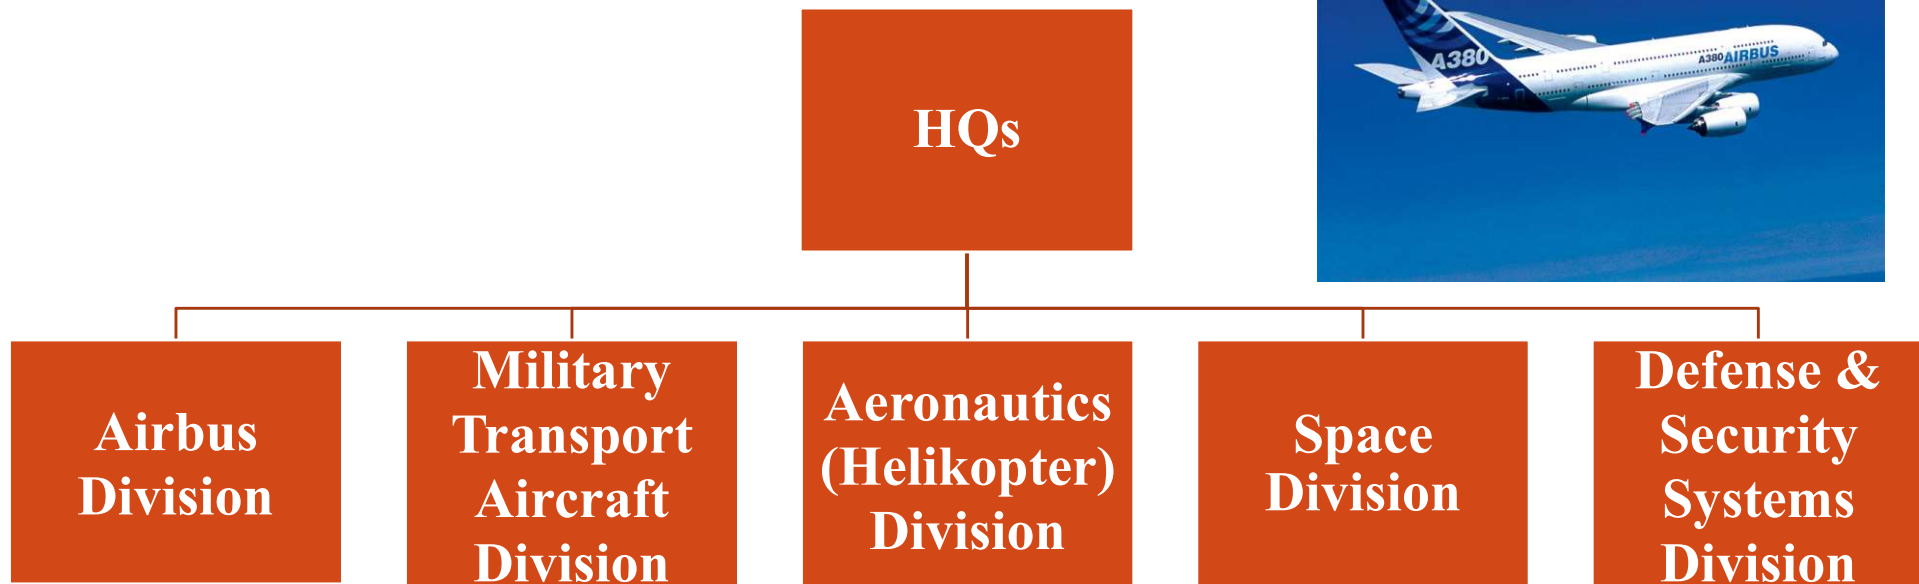 HQs
A380
A380 AIRBUS
Airbus
Division
Military
Transport
Aircraft
Division
Aeronautics
(Helikopter)
Division
Space
Division
Defense &
Security
Systems
Division